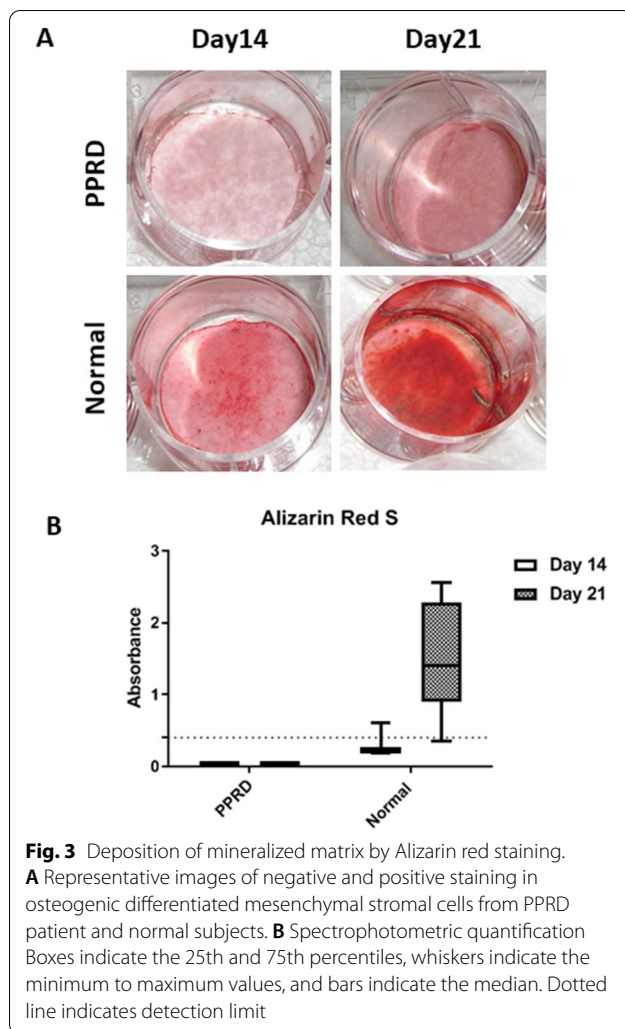 A
Day14 Day21
PPRD
Normal
B
Alizarin Red S
3
2
1
0
Absorbance
Day 14
Day 21
PPRD Normal
Fig. 3 Deposition of mineralized matrix by Alizarin red staining.
A Representative images of negative and positive staining in
osteogenic differentiated mesenchymal stromal cells from PPRD
patient and normal subjects. B Spectrophotometric quantification
Boxes indicate the 25th and 75th percentiles, whiskers indicate the
minimum to maximum values, and bars indicate the median. Dotted
line indicates detection limit